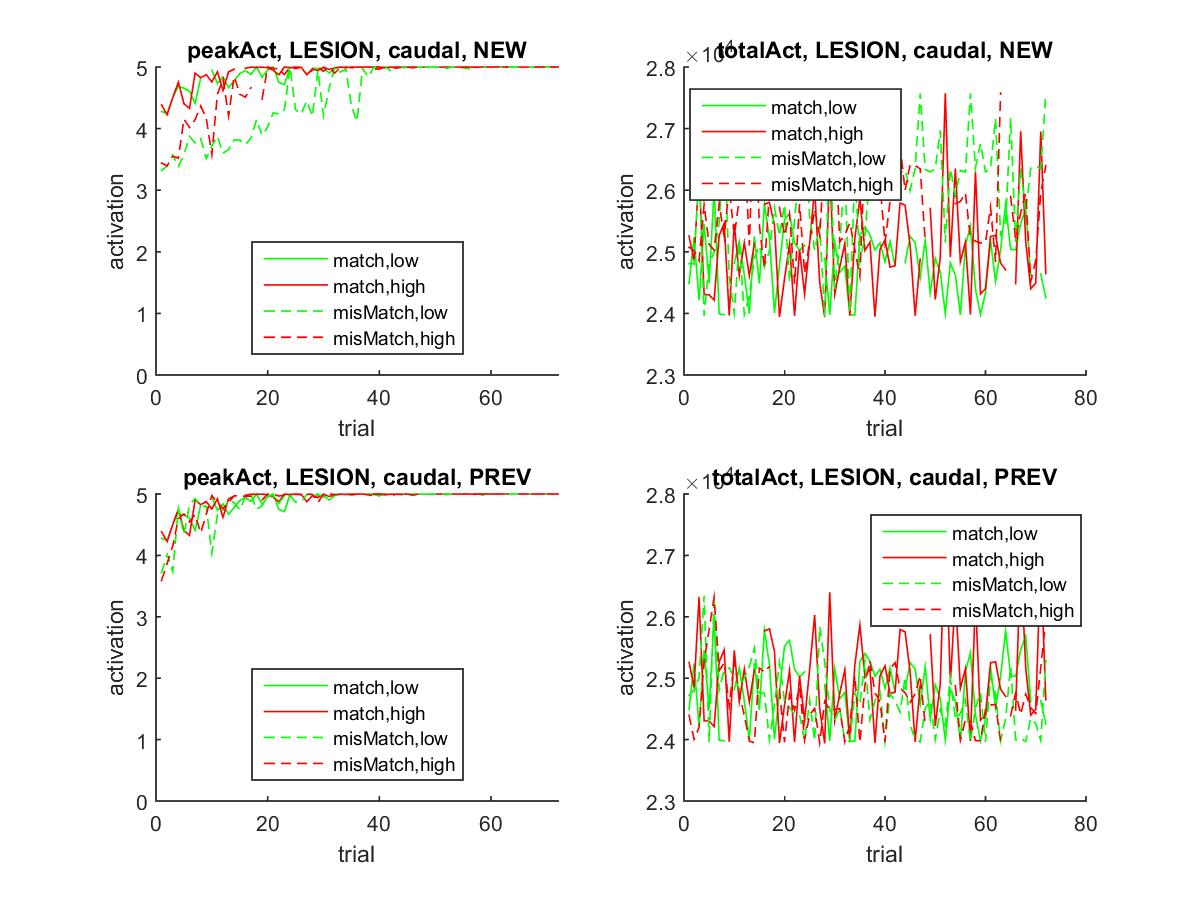 peakAct, LESION, caudal, NEW
5
4
3
2
1
0
activation
match,low
match,high
misMatch,low
misMatch,high
0 20 40 60
trial
×10⁴
totalAct, LESION, caudal, NEW
2.8
2.7
2.6
2.5
2.4
2.3
activation
match,low
match,high
misMatch,low
misMatch,high
0 20 40 60 80
trial
peakAct, LESION, caudal, PREV
5
4
3
2
1
0
activation
match,low
match,high
misMatch,low
misMatch,high
0 20 40 60
trial
×10⁴
totalAct, LESION, caudal, PREV
2.8
2.7
2.6
2.5
2.4
2.3
activation
match,low
match,high
misMatch,low
misMatch,high
0 20 40 60 80
trial